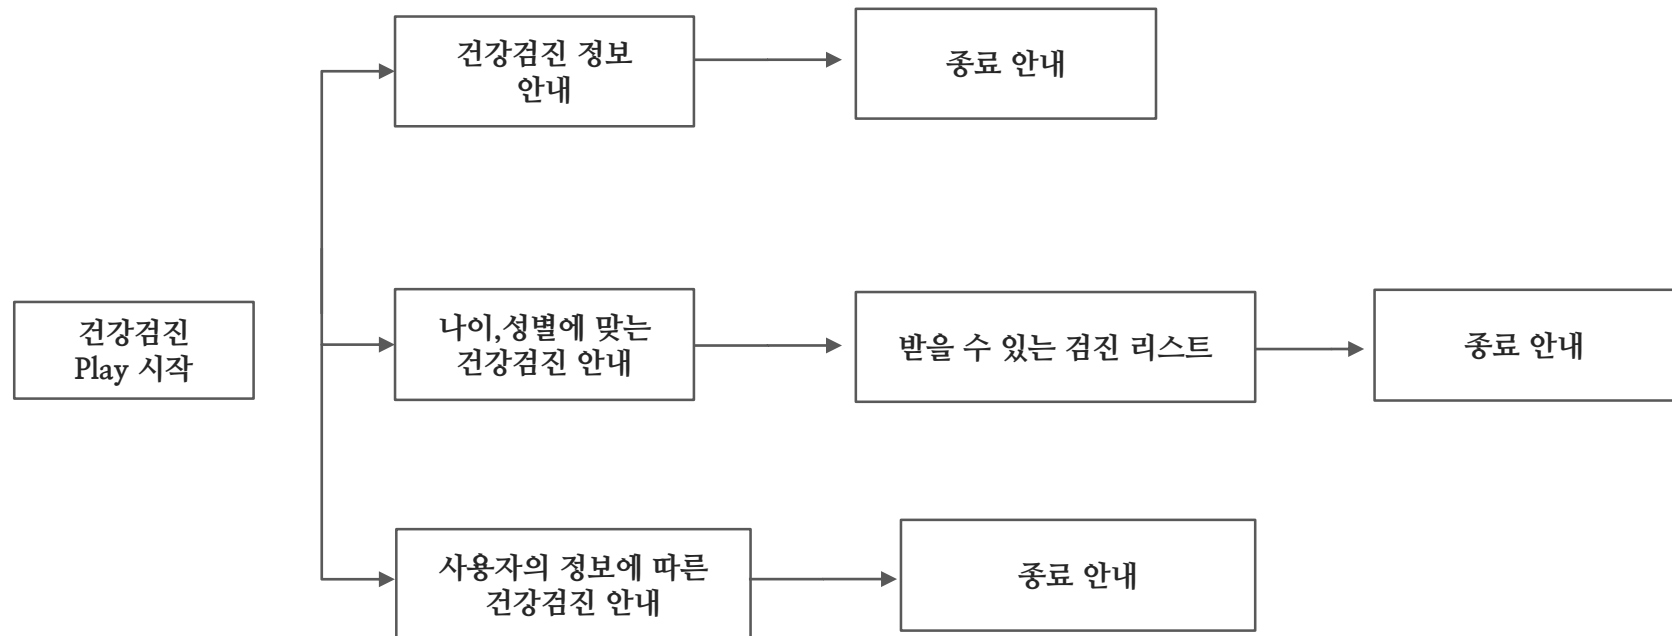 건강검진 정보
안내
종료 안내
건강검진
Play 시작
나이,성별에 맞는
건강검진 안내
받을 수 있는 검진 리스트
종료 안내
사용자의 정보에 따른
건강검진 안내
종료 안내